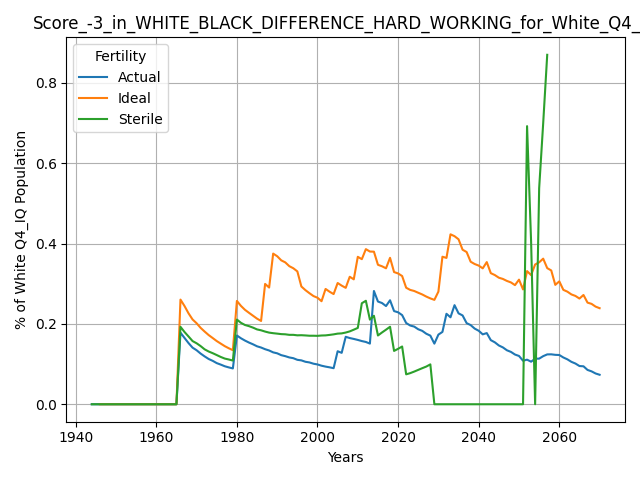 Score_-3_in_WHITE_BLACK_DIFFERENCE_HARD_WORKING_for_White_Q4_
Fertility
Actual
Ideal
Sterile
% of White Q4_IQ Population
0.8
0.6
0.4
0.2
0.0
1940 1960 1980 2000 2020 2040 2060
Years